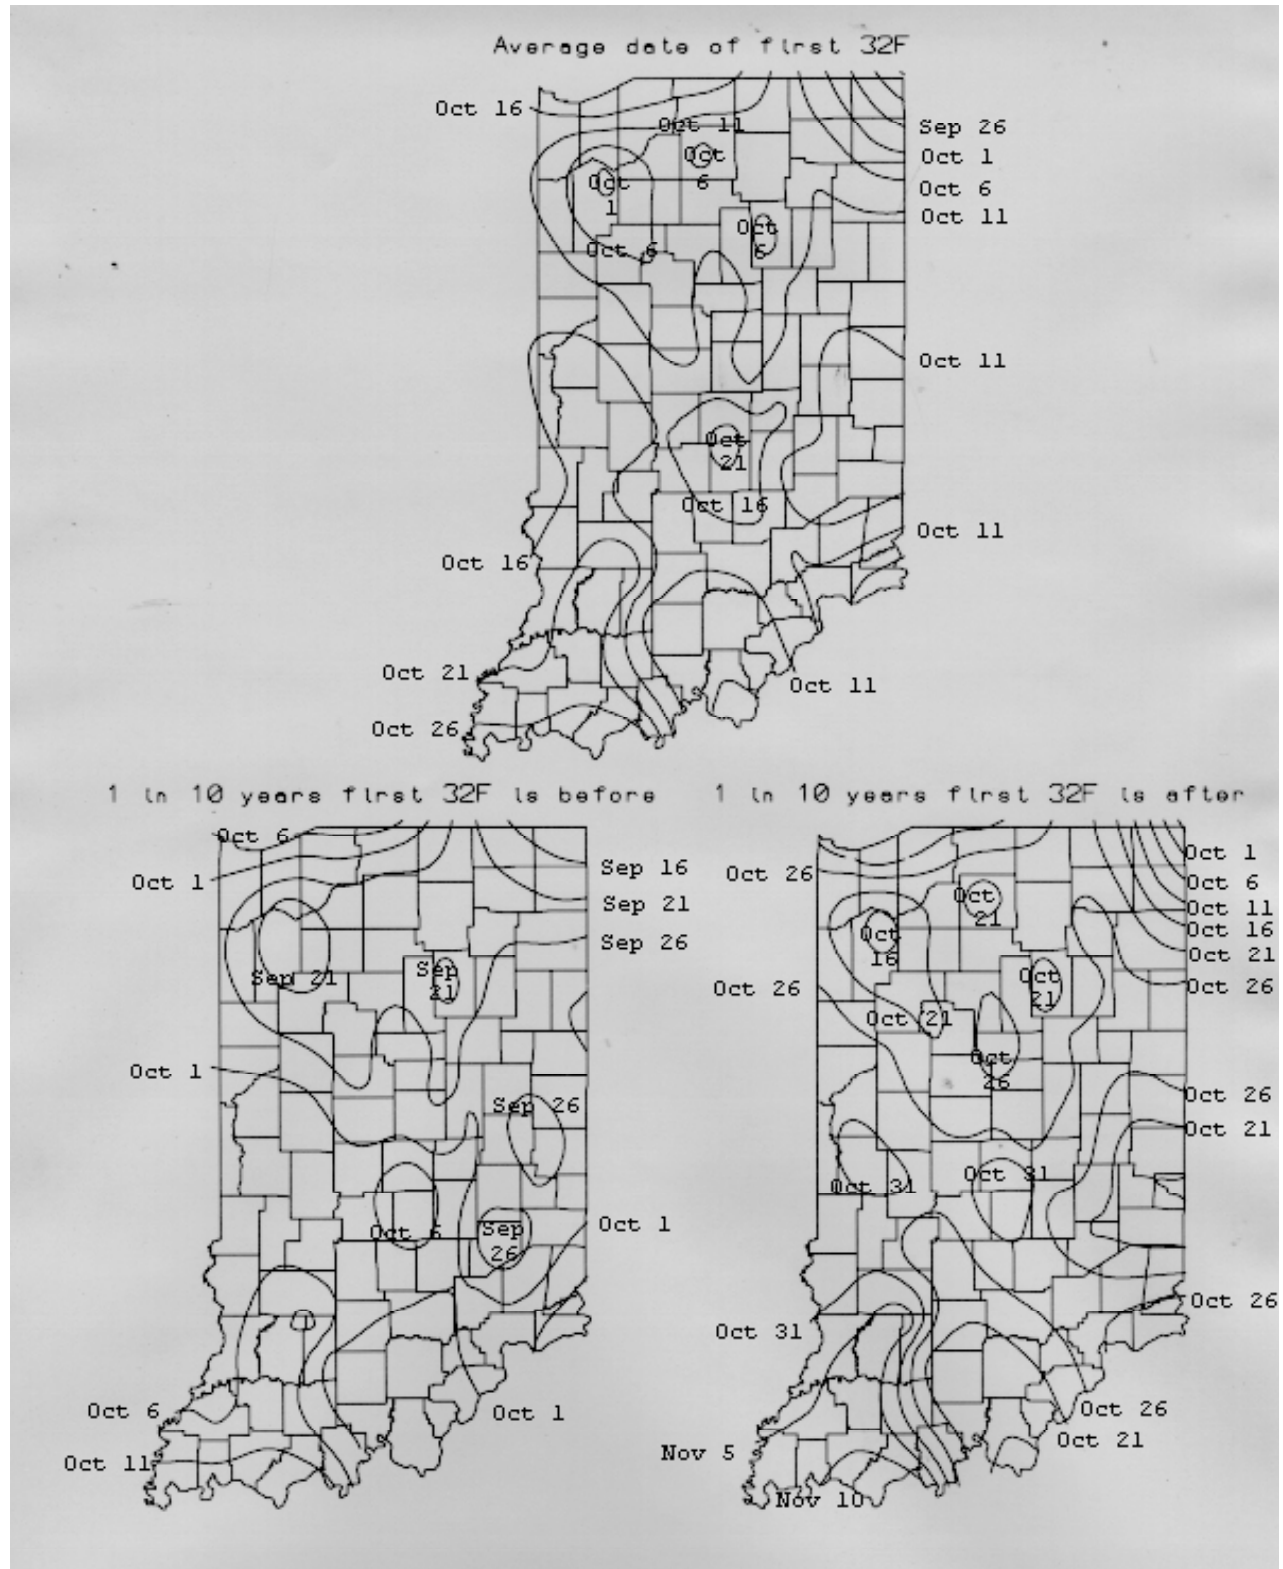 Average date of first 32F
Oct 16
Oct 11
Sep 26
Oct
6
Oct 1
Oct
1
Oct 6
Oct 11
Oct
6
Oct 6
Oct 11
Oct
21
Oct 16
Oct 11
Oct 16
Oct 21
Oct 11
Oct 26
1 in 10 years first 32F is before
Oct 6
Sep 16
Oct 1
Sep 21
Sep 26
Sep 21
Sep
21
Oct 1
Sep 26
Oct 6
Sep
26
Oct 1
Oct 6
Oct 1
Oct 11
1 in 10 years first 32F is after
Oct 1
Oct 26
Oct 6
Oct
21
Oct 11
Oct 16
Oct
16
Oct 21
Oct 26
Oct
21
Oct 26
Oct 21
Oct
26
Oct 26
Oct 21
Oct 31
Oct 31
Oct 26
Oct 31
Oct 26
Oct 21
Nov 5
Nov 10